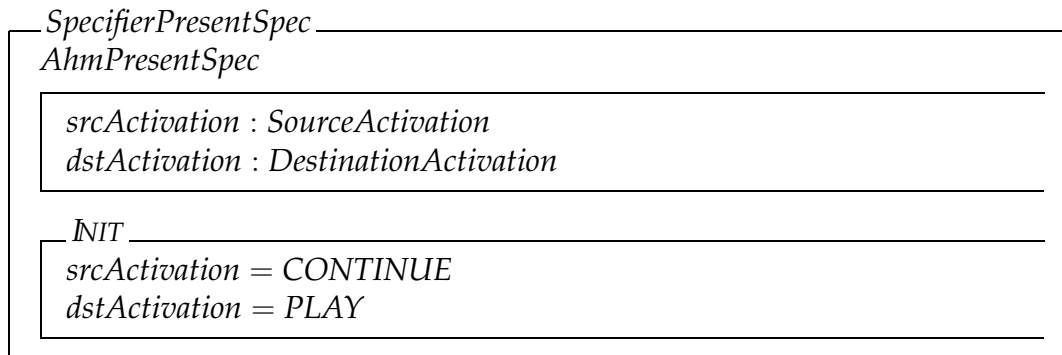 SpecifierPresentSpec
AhmPresentSpec
srcActivation : SourceActivation
dstActivation : DestinationActivation
INIT
srcActivation = CONTINUE
dstActivation = PLAY